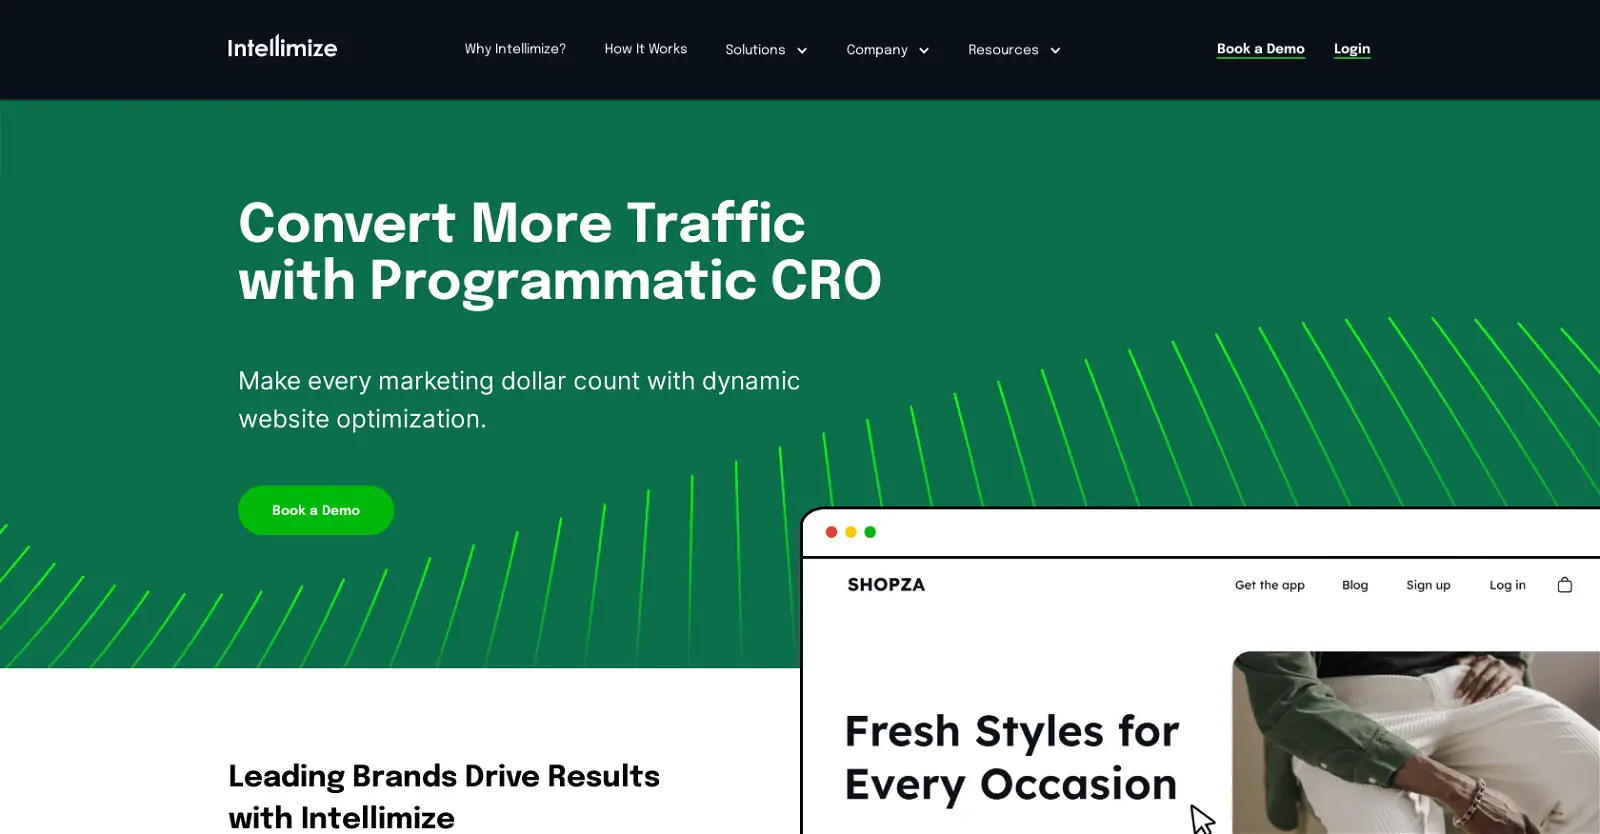 Intellimize
Why Intellimize?
How It Works
Solutions
Company
Resources
Book a Demo
Login
Convert More Traffic
with Programmatic CRO
Make every marketing dollar count with dynamic
website optimization.
Book a Demo
SHOPZA
Get the app
Blog
Sign up
Log in
Fresh Styles for
Every Occasion
Leading Brands Drive Results
with Intellimize